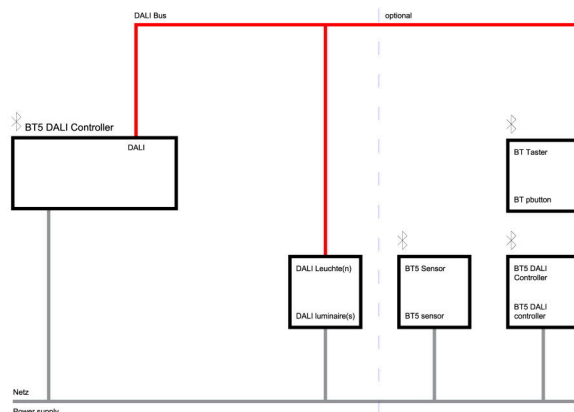 DALI Bus
optional
BT5 DALI Controller
DALI
BT Taster
BT pbutton
DALI Leuchte(n)
DALI luminaire(s)
BT5 Sensor
BT5 sensor
BT5 DALI
Controller
BT5 DALI
controller
Netz
Power supply